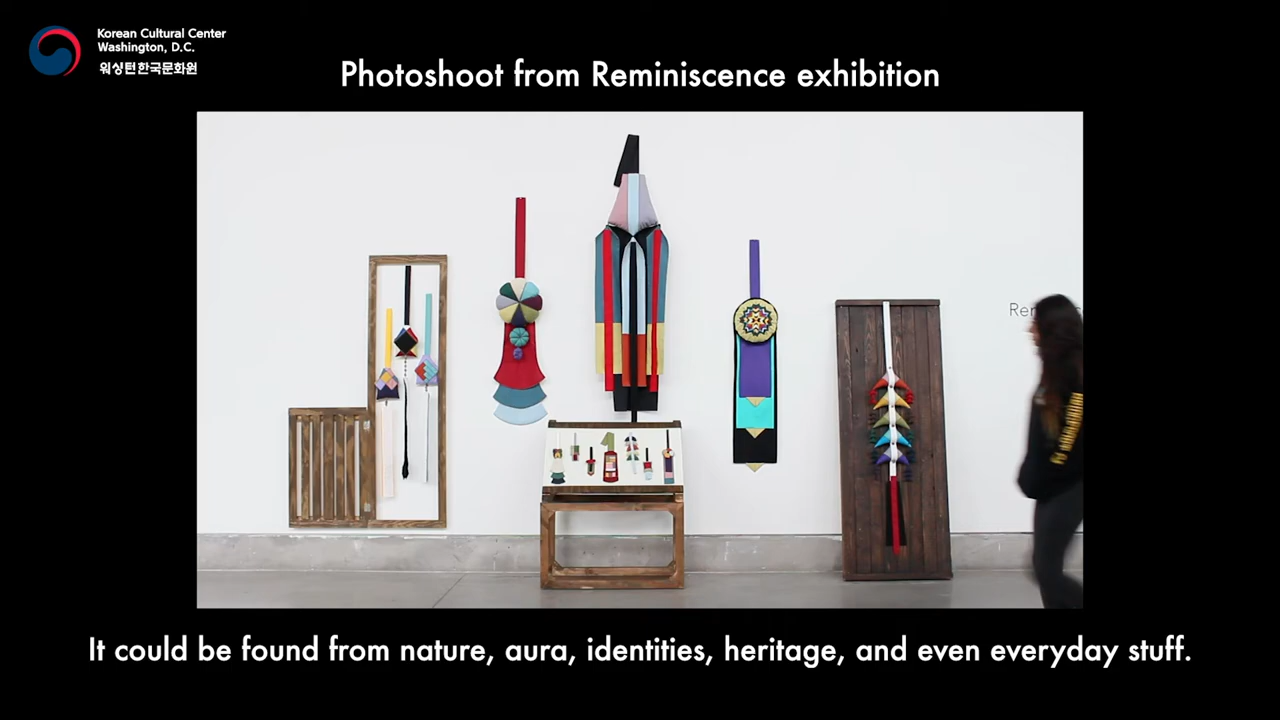 Korean Cultural Center
Washington, D.C.
워싱턴한국문화원
Photoshoot from Reminiscence exhibition
It could be found from nature, aura, identities, heritage, and even everyday stuff.